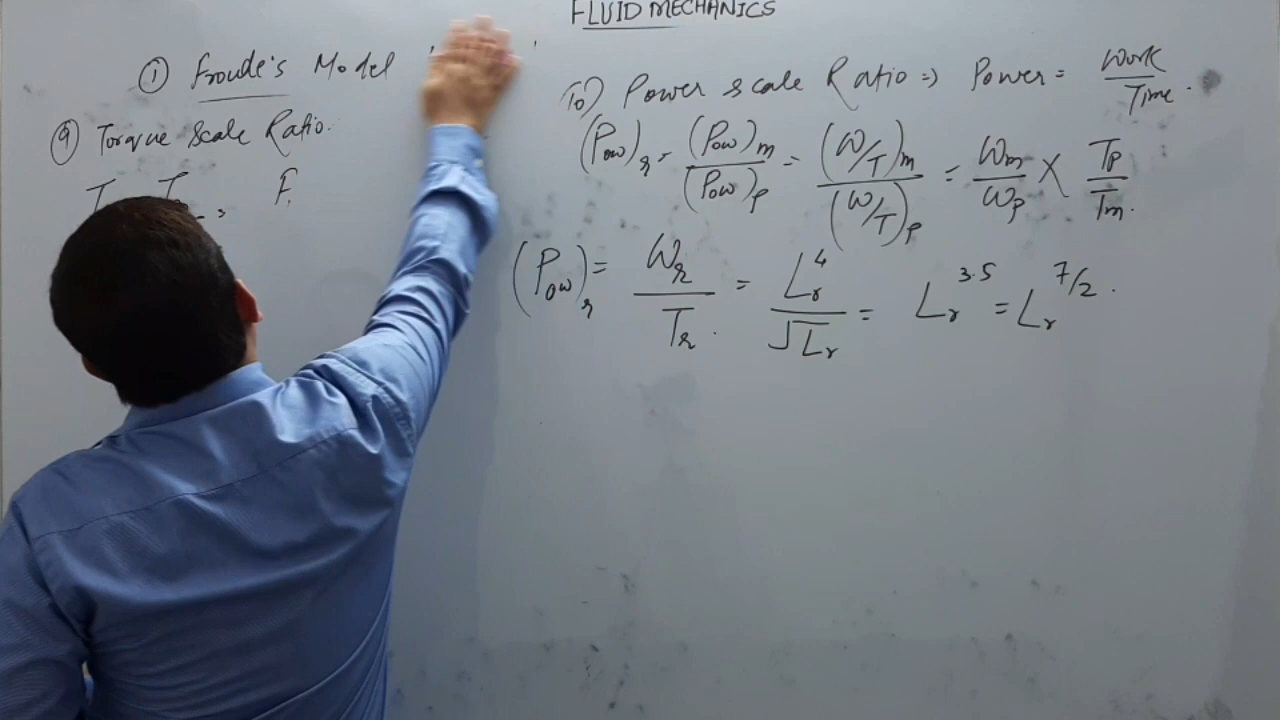 FLUID MECHANICS
① Froude's Model
⑨ Torque Scale Ratio.
F.
10) Power scale Ratio ⇒ Power = Work / Time.
(Pow)r = (Pow)m / (Pow)p = (W/T)m / (W/T)p = Wm / Wp × Tp / Tm.
(Pow)r = Wr / Tr. = Lr^4 / √Lr = Lr^3.5 = Lr^7/2.